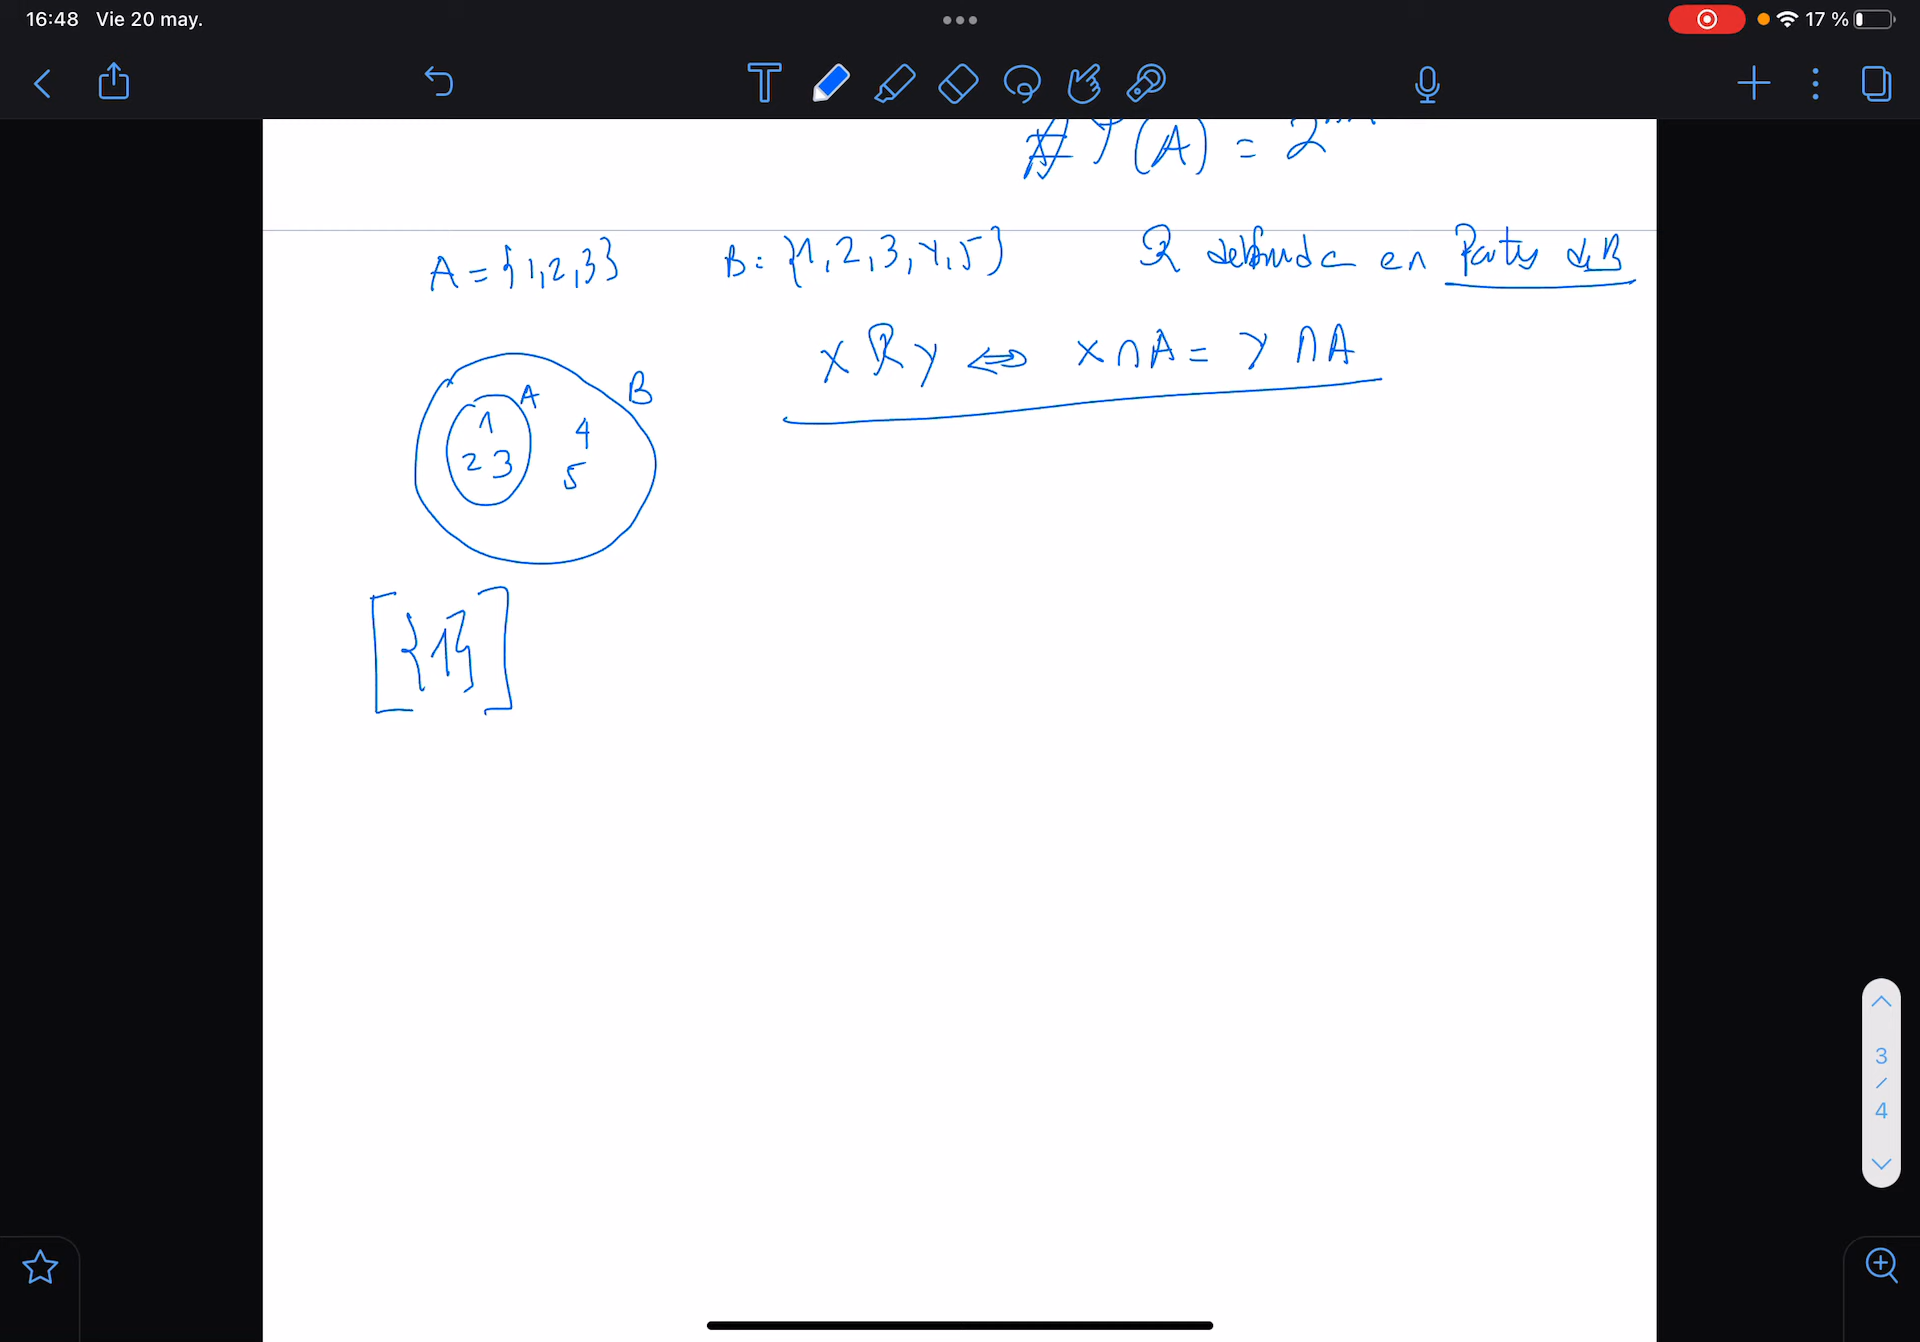 16:48 Vie 20 may. 17 %
# P(A) = 2
A = {1,2,3} B: {1,2,3,4,5} R definida en Partes de B
x R y ⇔ x ∩ A = y ∩ A
A B
1 4
2 3 5
[{1}]
3
/
4